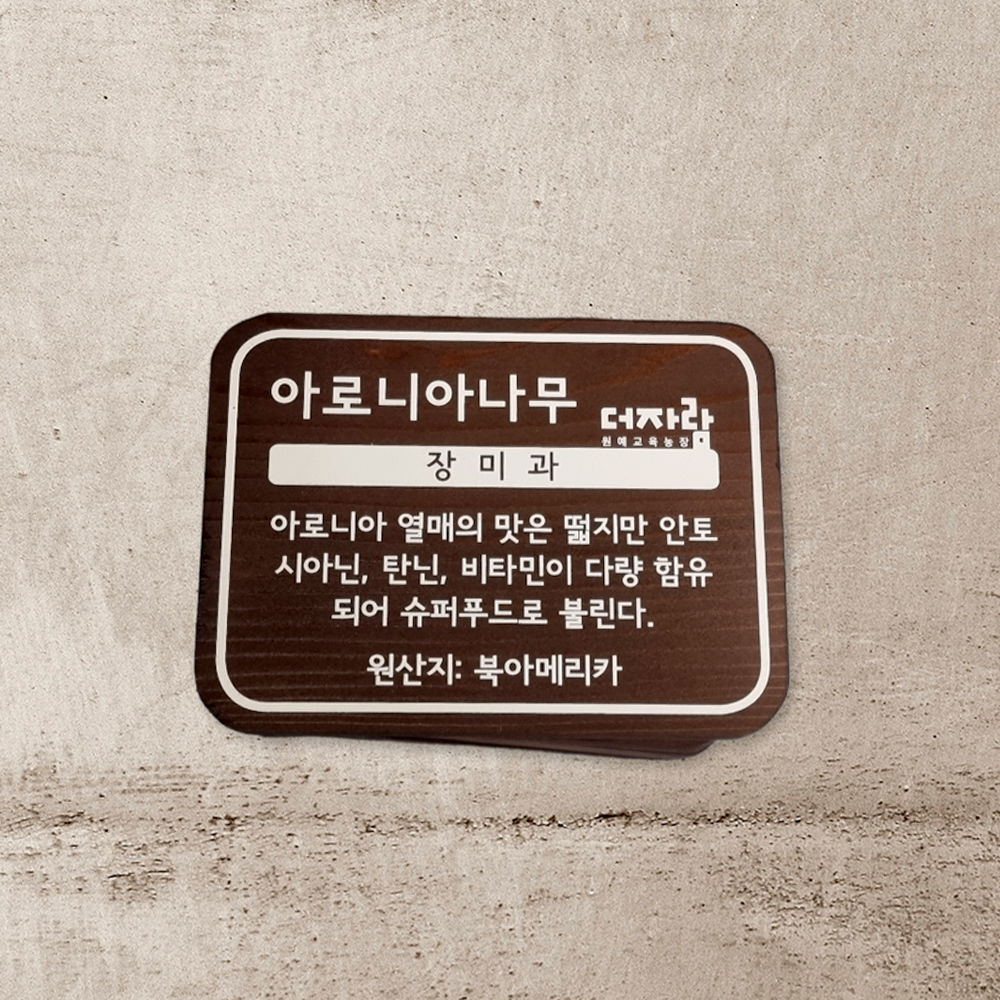 아로니아나무
더자람
원예교육농장
장미과
아로니아 열매의 맛은 떫지만 안토
시아닌, 탄닌, 비타민이 다량 함유
되어 슈퍼푸드로 불린다.
원산지: 북아메리카